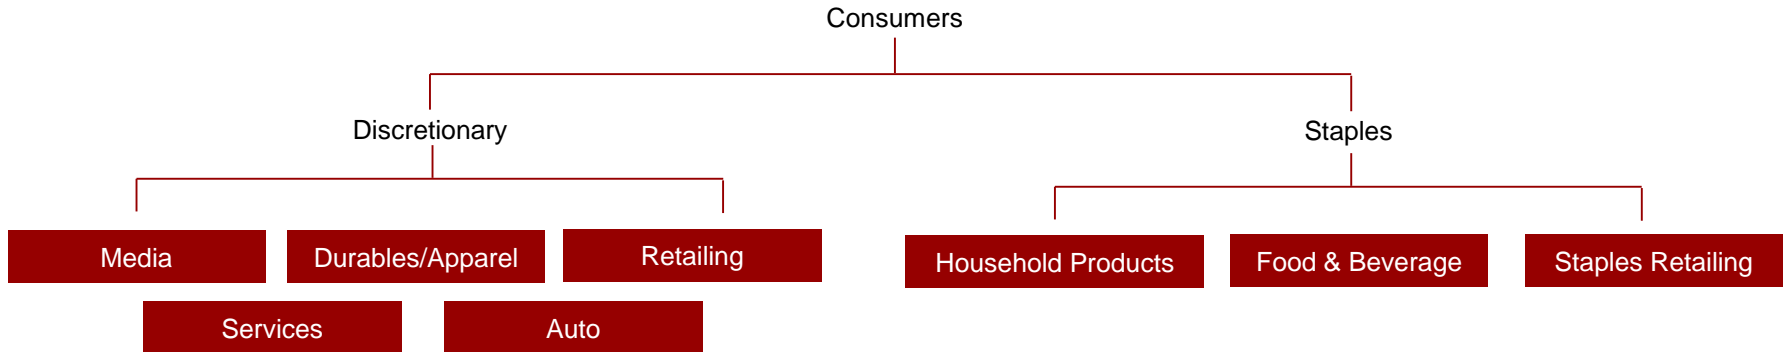 Consumers
Discretionary
Staples
Media
Durables/Apparel
Retailing
Household Products
Food & Beverage
Staples Retailing
Services
Auto